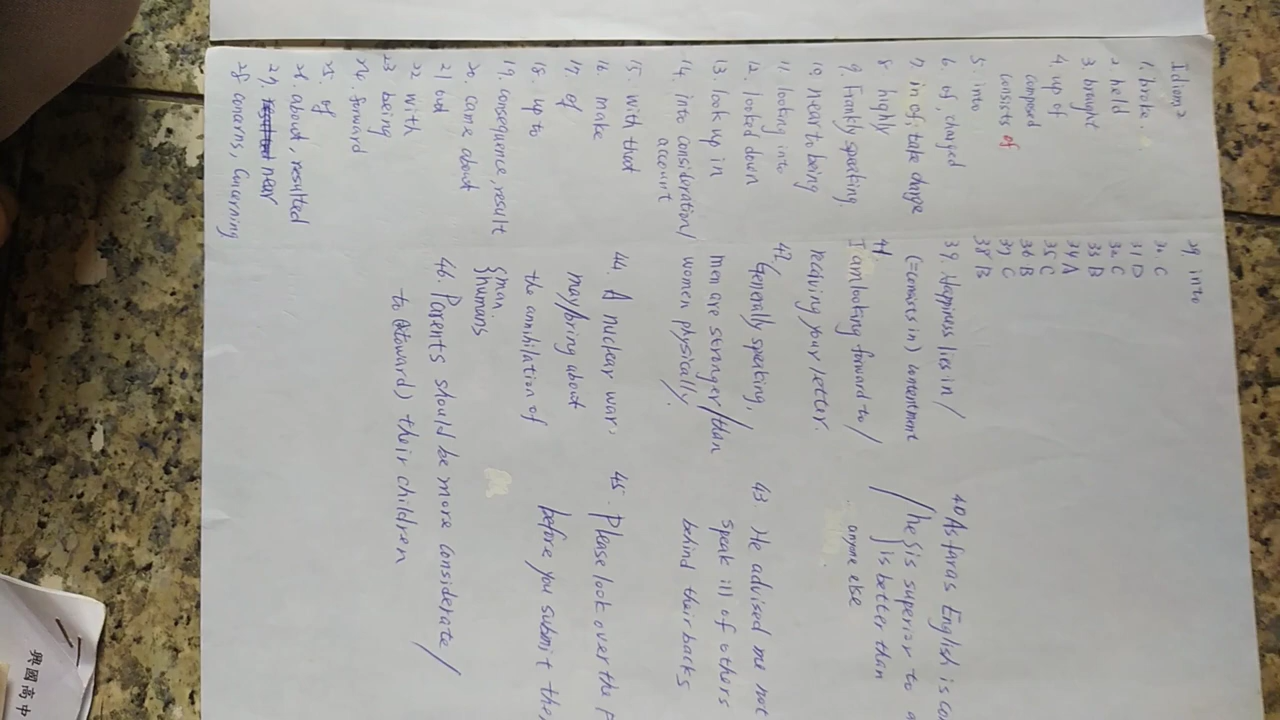 Idioms
1. broke.
2 held
3 brought
4. up of
composed
consists of
5. into
6. of, charged
7. in of, take charge
8. highly
9. Frankly speaking.
10. near to being
11 looking into
12. looked down
13. look up in
14. into consideration/
account
15. with that
16. make
17. of
18. up to
19. consequence result
20. came about
21 out
22 with
23 being
24. forward
25. of
26. about, resulted
27. near
28 concerns, Concerning
29. into
30. C
31 D
32 C
33 B
34 A
35 C
36 B
37 C
38 B
39. Happiness lies in /
(=consists in) contentment
40 As far as English is
/ he is superior to
is better than
anyone else
41.
I am looking forward to /
receiving your letter.
42. Generally speaking,
men are stronger / than
women physically.
43. He advised me not
speak ill of others
behind their backs
44. A nuclear war
may / bring about
the annihilation of
man.
humans
45. Please look over the
before you submit
46. Parents should be more considerate /
to (toward) their children
興國高中